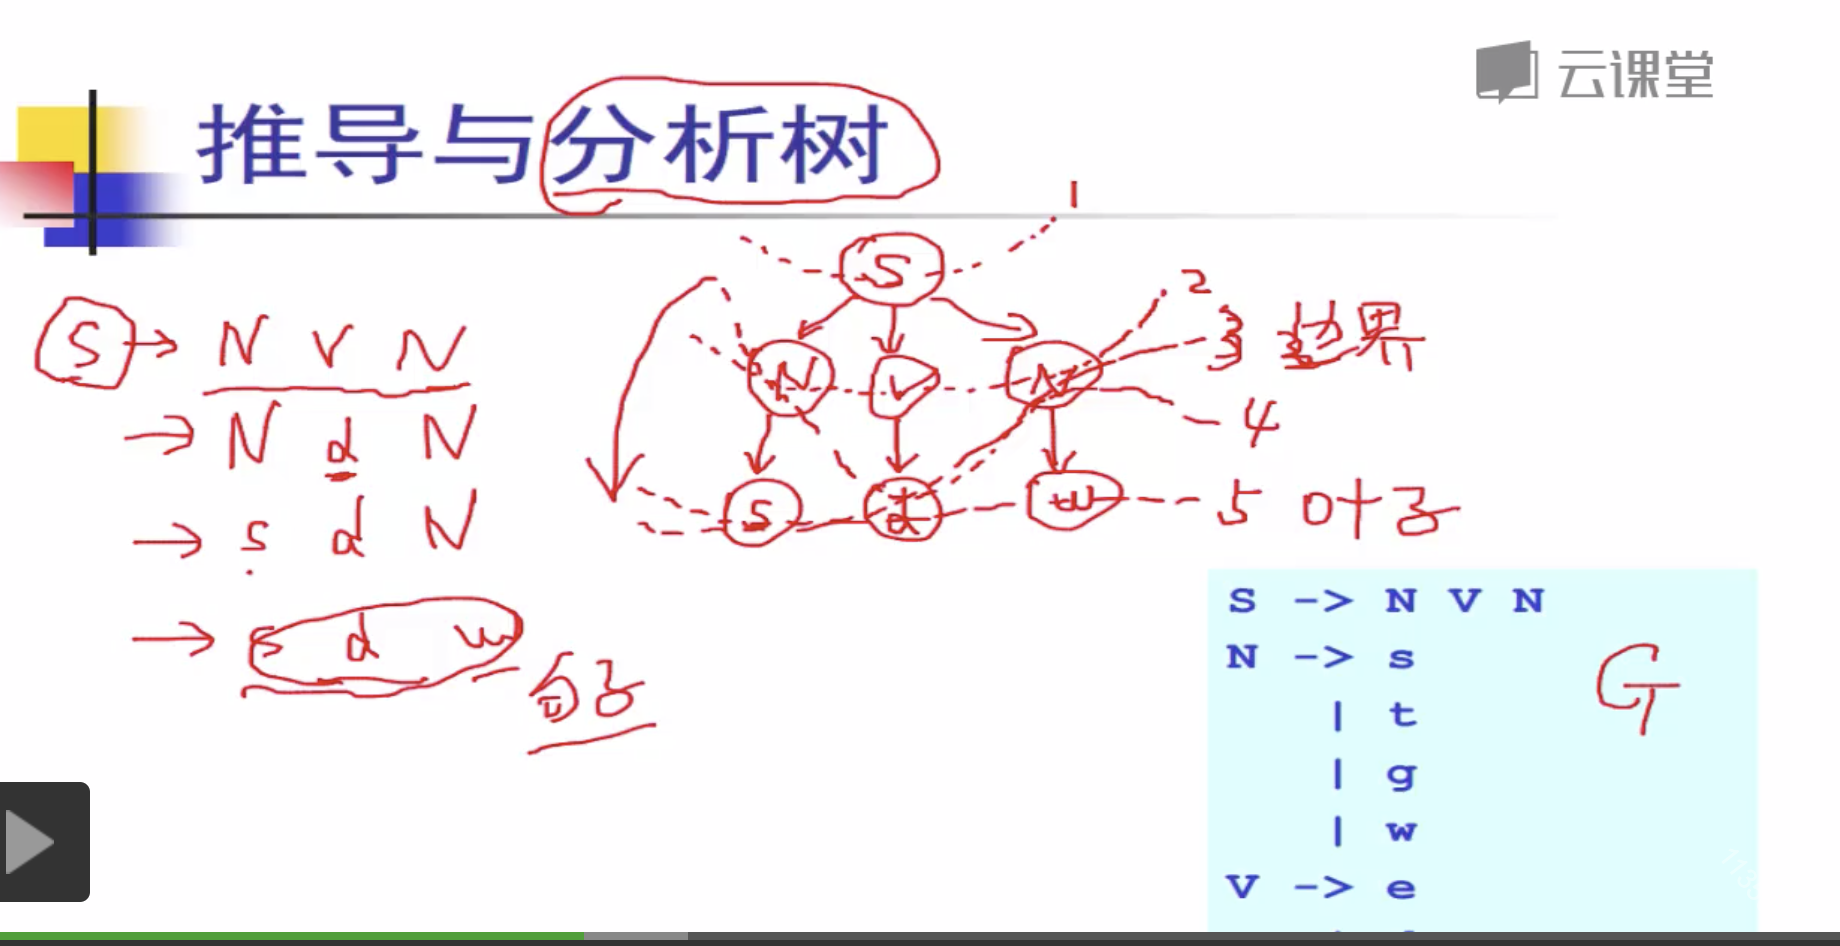 云课堂
推导与分析树
1
S
2
S → N V N
N V N
3 边界
→ N d N
4
→ s d N
s d w
5 叶子
→ s d w
句子
S -> N V N
N -> s
| t
| g
| w
V -> e
G